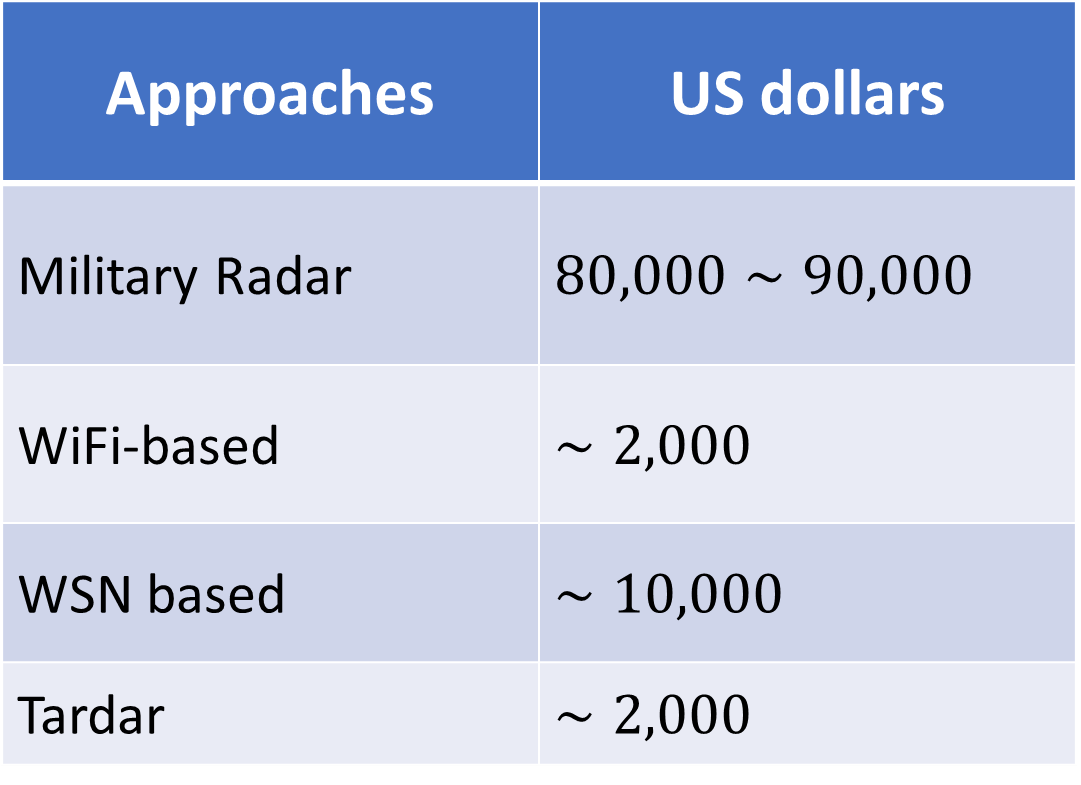 Approaches US dollars
Military Radar 80,000 ~ 90,000
WiFi-based ~ 2,000
WSN based ~ 10,000
Tardar ~ 2,000